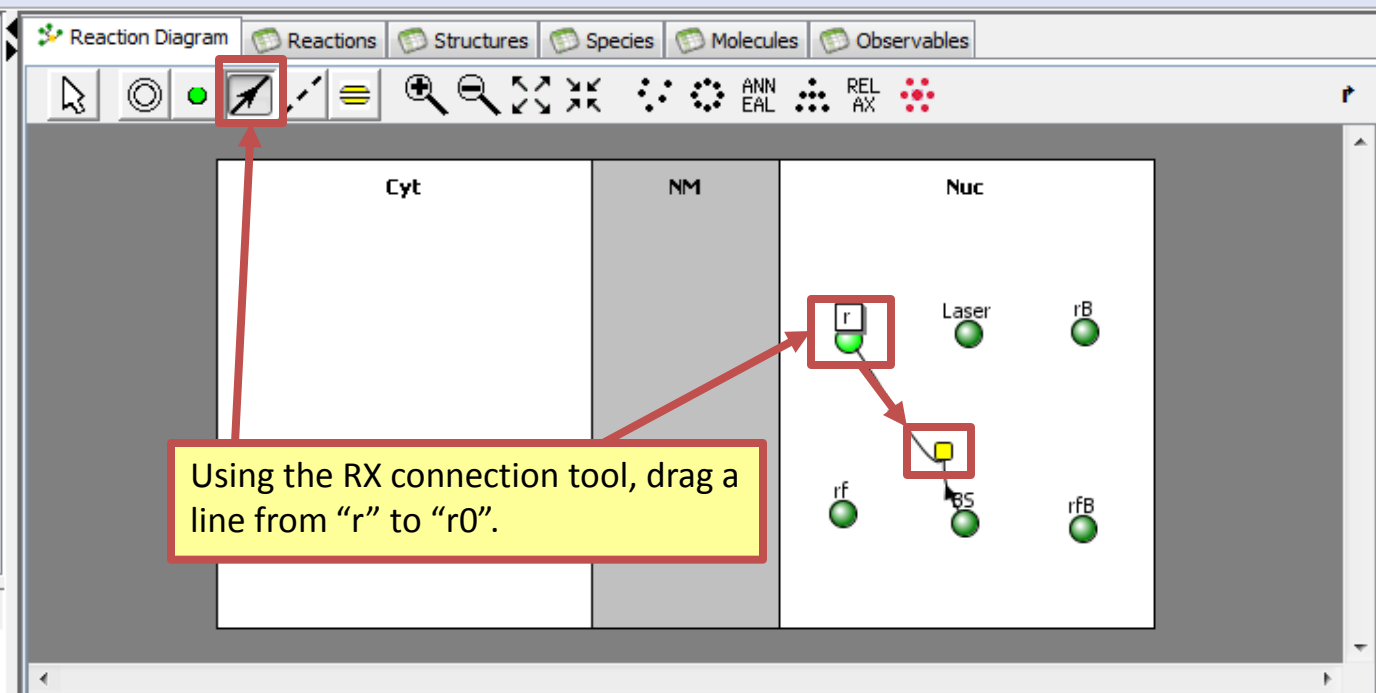 Reaction Diagram Reactions Structures Species Molecules Observables
ANN
EAL
REL
AX
Cyt NM Nuc
r Laser rB
Using the RX connection tool, drag a
line from “r” to “r0”.
rf BS rfB